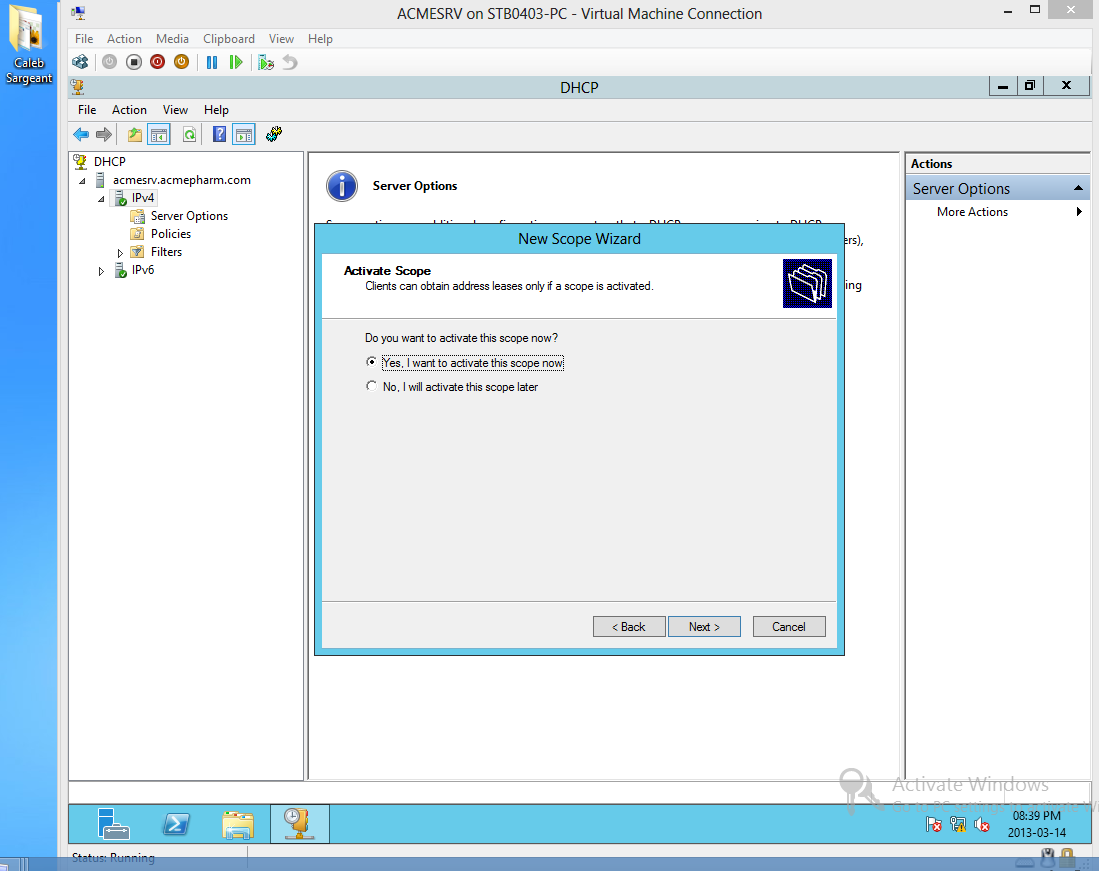 Caleb
Sargeant
ACMESRV on STB0403-PC - Virtual Machine Connection
File Action Media Clipboard View Help
DHCP
File Action View Help
DHCP
acmesrv.acmepharm.com
IPv4
Server Options
Policies
Filters
IPv6
Server Options
ers),
ing
New Scope Wizard
Activate Scope
Clients can obtain address leases only if a scope is activated.
Do you want to activate this scope now?
Yes, I want to activate this scope now
No, I will activate this scope later
< Back Next > Cancel
Actions
Server Options
More Actions
Activate Windows
08:39 PM
2013-03-14
Status: Running